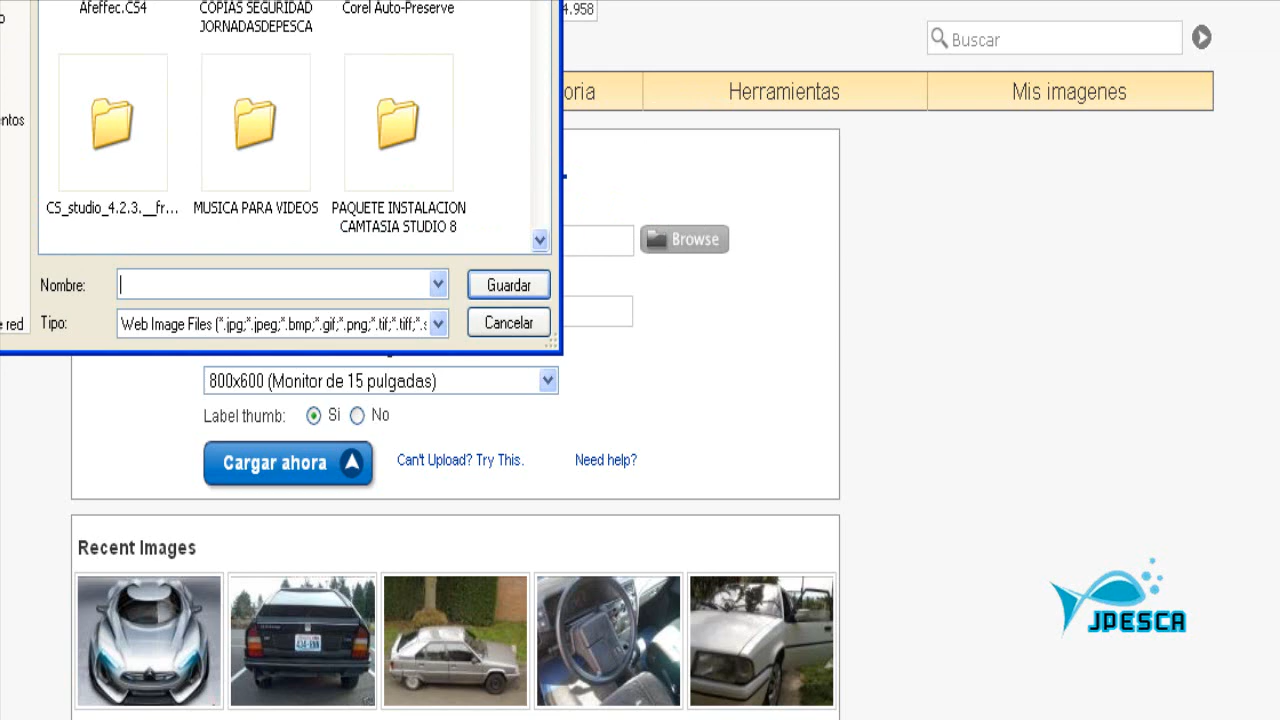 Afeffec.CS4
COPIAS SEGURIDAD
JORNADASDEPESCA
Corel Auto-Preserve
4.958
Buscar
oria
Herramientas
Mis imagenes
entos
CS_studio_4.2.3.__fr...
MUSICA PARA VIDEOS
PAQUETE INSTALACION
CAMTASIA STUDIO 8
Browse
Nombre:
Guardar
e red
Tipo:
Web Image Files (*.jpg;*.jpeg;*.bmp;*.gif;*.png;*.tif;*.tiff;*.s
Cancelar
800x600 (Monitor de 15 pulgadas)
Label thumb:
Si
No
Cargar ahora
Can't Upload? Try This.
Need help?
Recent Images
JPESCA